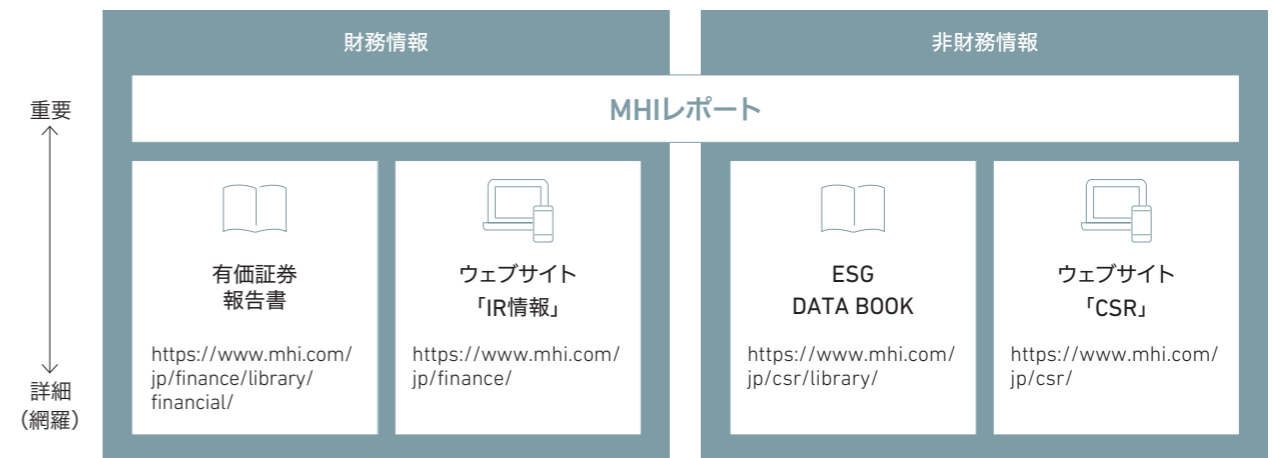 財務情報
非財務情報
重要
MHIレポート
有価証券
報告書
https://www.mhi.com/
jp/finance/library/
financial/
ウェブサイト
「IR情報」
https://www.mhi.com/
jp/finance/
ESG
DATA BOOK
https://www.mhi.com/
jp/csr/library/
ウェブサイト
「CSR」
https://www.mhi.com/
jp/csr/
詳細
（網羅）